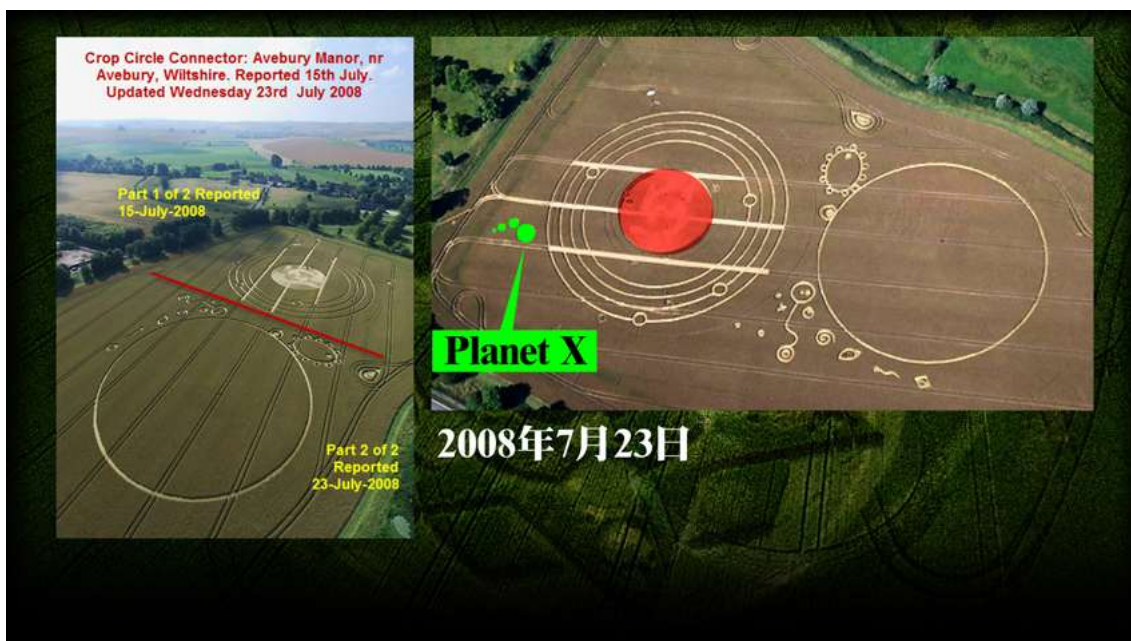 Crop Circle Connector: Avebury Manor, nr
Avebury, Wiltshire. Reported 15th July.
Updated Wednesday 23rd July 2008
Part 1 of 2 Reported
15-July-2008
Part 2 of 2
Reported
23-July-2008
Planet X
2008年7月23日